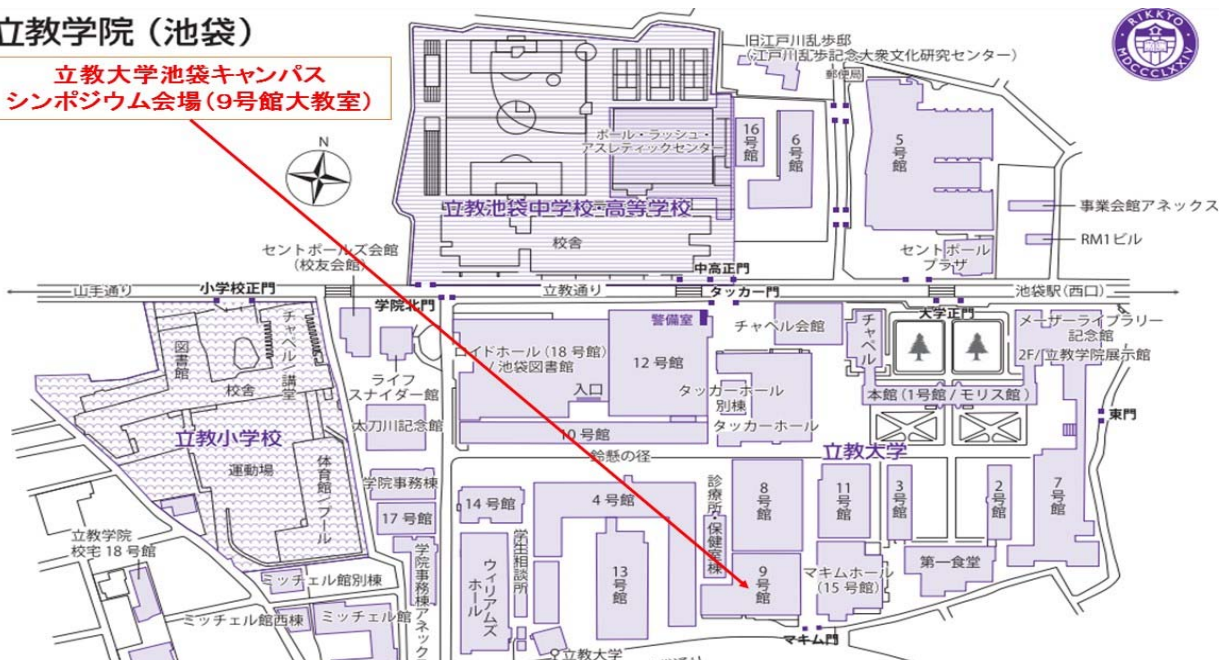 立教学院（池袋）
立教大学池袋キャンパス
シンポジウム会場（9号館大教室）
RIKKYO
MDCCCLXXIV
旧江戸川乱歩邸
（江戸川乱歩記念大衆文化研究センター）
郵便局
N
ポール・ラッシュ・
アスレティックセンター
16号館
6号館
5号館
立教池袋中学校・高等学校
校舎
事業会館アネックス
RM1ビル
セントポールズ会館
（校友会館）
セントポール
プラザ
中高正門
山手通り
小学校正門
学院北門
立教通り
タッカー門
大学正門
池袋駅（西口）
図書館
チャペル/講堂
校舎
ライフ
スナイダー館
ロイドホール（18号館）
/池袋図書館
入口
12号館
警備室
チャペル会館
チャペル
メーザーライブラリー
記念館
2F/立教学院展示館
タッカーホール
別棟
タッカーホール
本館（1号館/モリス館）
東門
太刀川記念館
10号館
立教小学校
運動場
体育館/プール
鈴懸の径
立教大学
学院事務棟
17号館
学院事務棟アネックス
14号館
4号館
診療所・保健室棟
8号館
11号館
3号館
2号館
7号館
立教学院
校宅18号館
ミッチェル館別棟
ミッチェル館西棟
ミッチェル館
ウィリアムズ
ホール
学生相談所
13号館
9号館
マキムホール
（15号館）
第一食堂
マキム門
立教大学